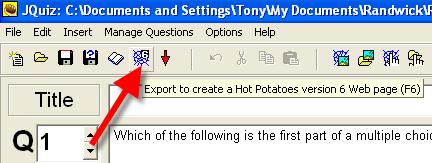 JQuiz: C:\Documents and Settings\Tony\My Documents\Randwick\R
File Edit Insert Manage Questions Options Help
Export to create a Hot Potatoes version 6 Web page (F6)
Title
Q 1 Which of the following is the first part of a multiple choi